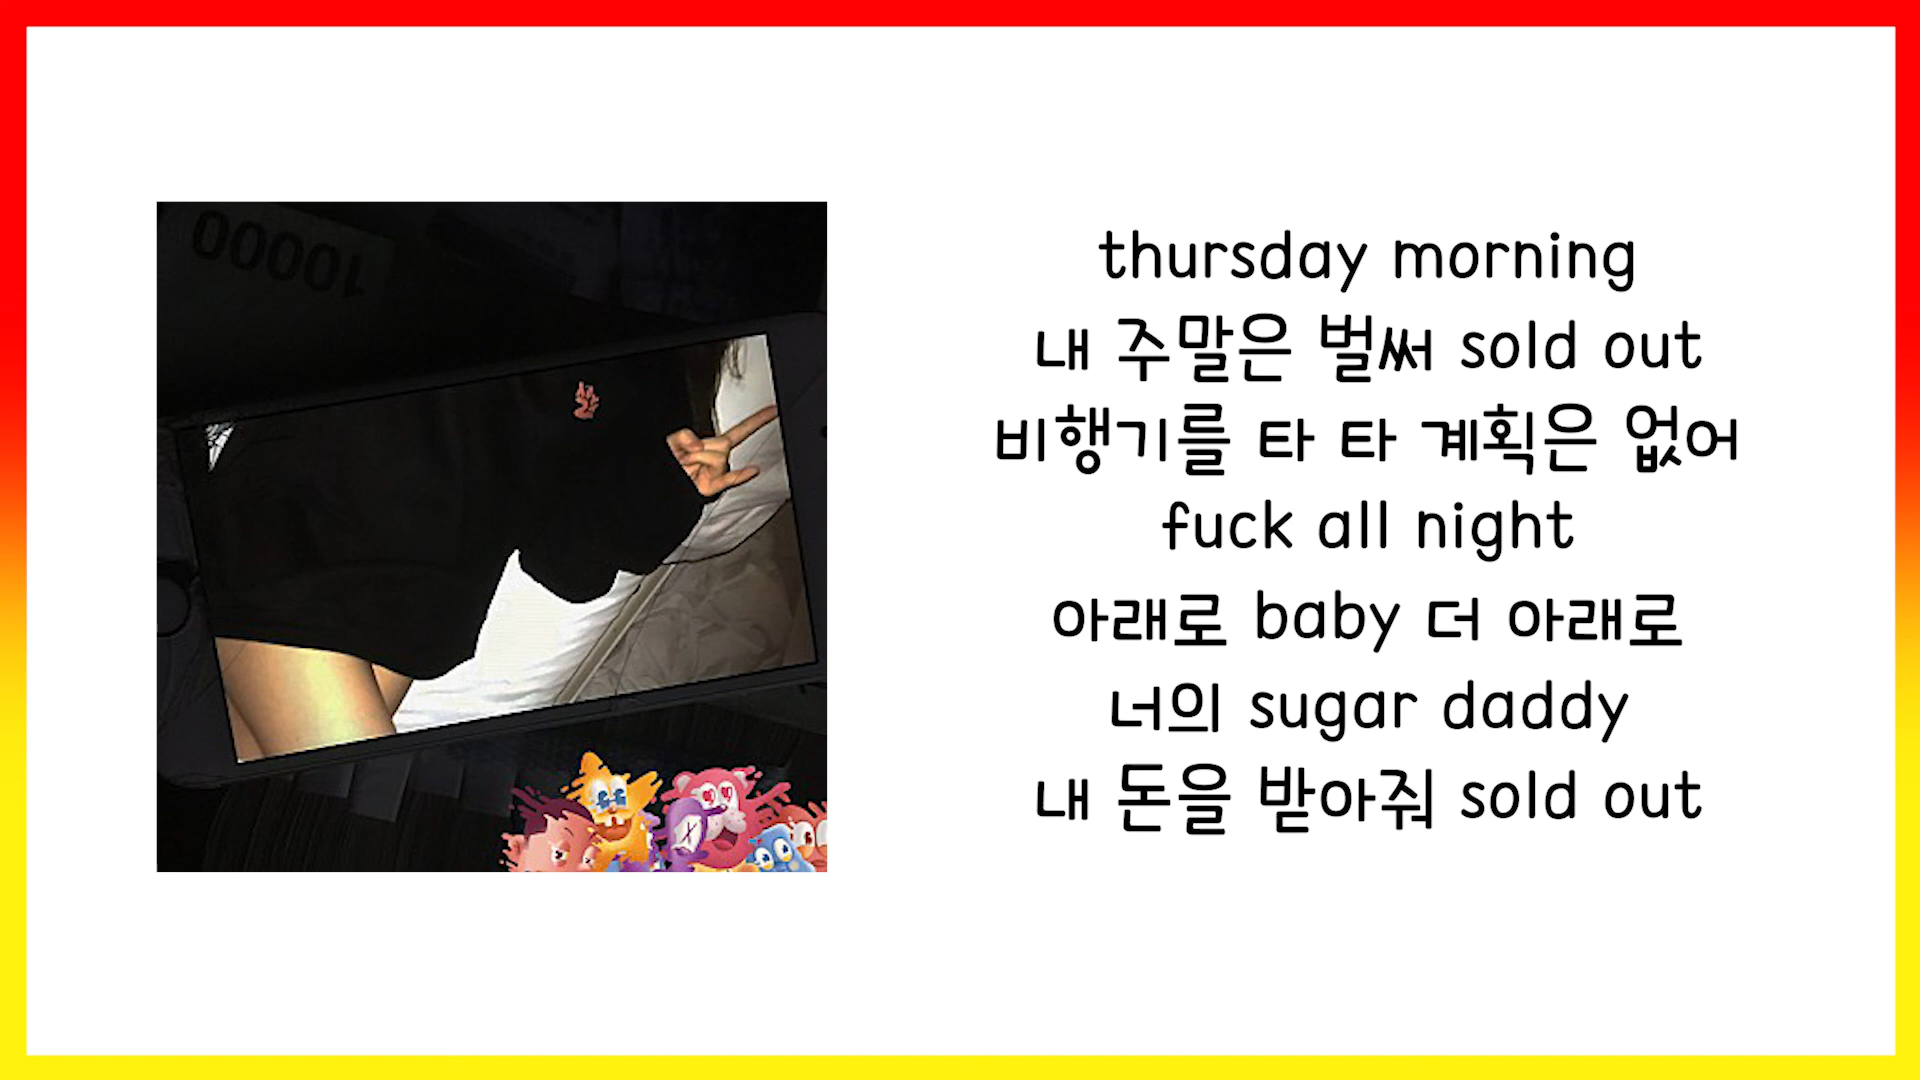 10000
thursday morning
내 주말은 벌써 sold out
비행기를 타 타 계획은 없어
fuck all night
아래로 baby 더 아래로
너의 sugar daddy
내 돈을 받아줘 sold out